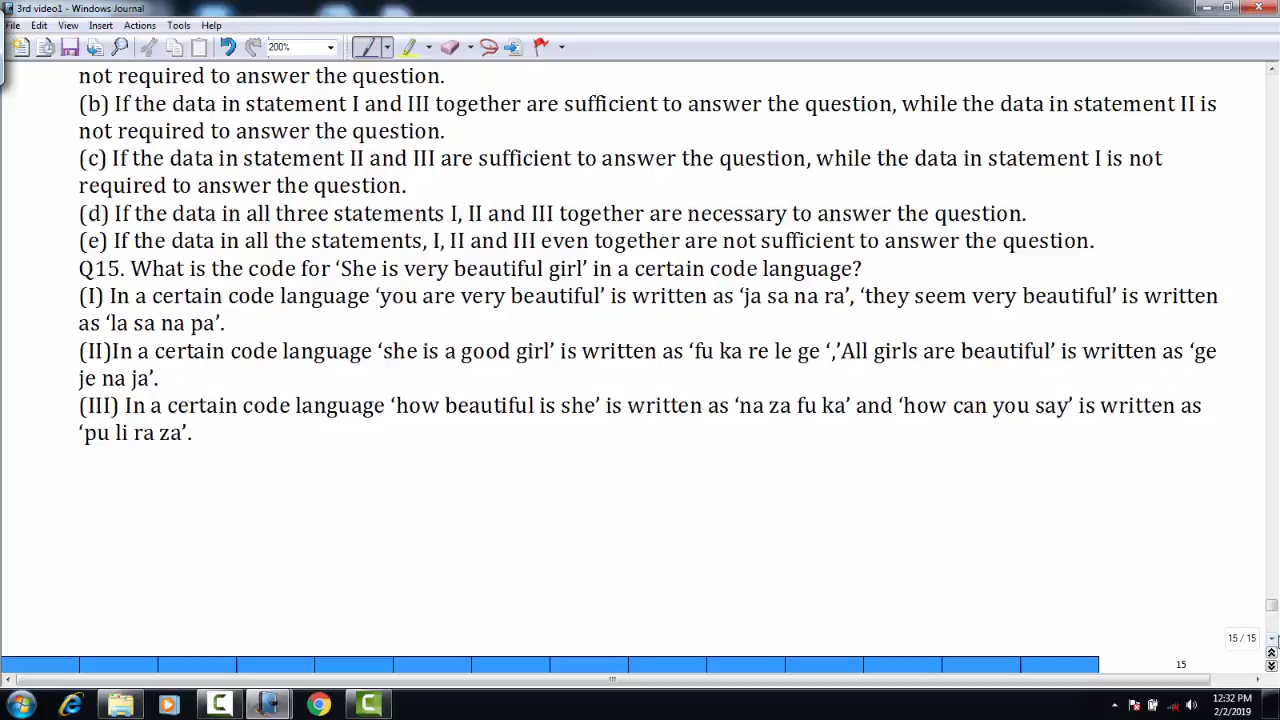 3rd video1 - Windows Journal
File Edit View Insert Actions Tools Help
200%
not required to answer the question.
(b) If the data in statement I and III together are sufficient to answer the question, while the data in statement II is
not required to answer the question.
(c) If the data in statement II and III are sufficient to answer the question, while the data in statement I is not
required to answer the question.
(d) If the data in all three statements I, II and III together are necessary to answer the question.
(e) If the data in all the statements, I, II and III even together are not sufficient to answer the question.
Q15. What is the code for ‘She is very beautiful girl’ in a certain code language?
(I) In a certain code language ‘you are very beautiful’ is written as ‘ja sa na ra’, ‘they seem very beautiful’ is written
as ‘la sa na pa’.
(II)In a certain code language ‘she is a good girl’ is written as ‘fu ka re le ge ‘,’All girls are beautiful’ is written as ‘ge
je na ja’.
(III) In a certain code language ‘how beautiful is she’ is written as ‘na za fu ka’ and ‘how can you say’ is written as
‘pu li ra za’.
15 / 15
15
12:32 PM
2/2/2019